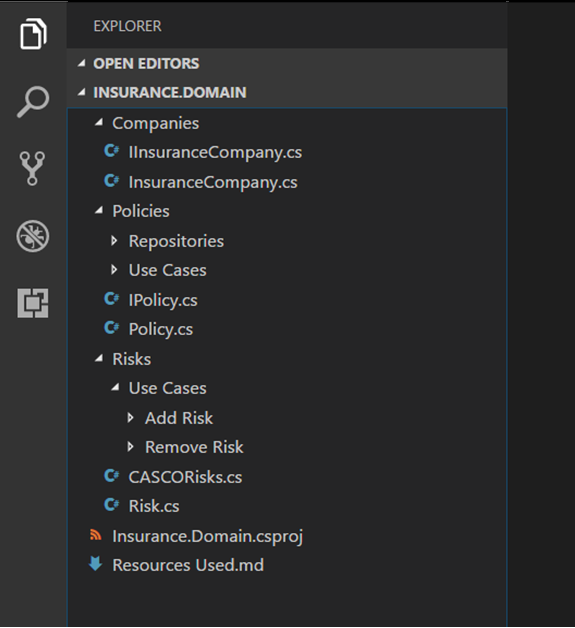 EXPLORER
OPEN EDITORS
INSURANCE.DOMAIN
Companies
C# IInsuranceCompany.cs
C# InsuranceCompany.cs
Policies
Repositories
Use Cases
C# IPolicy.cs
C# Policy.cs
Risks
Use Cases
Add Risk
Remove Risk
C# CASCORisks.cs
C# Risk.cs
Insurance.Domain.csproj
Resources Used.md